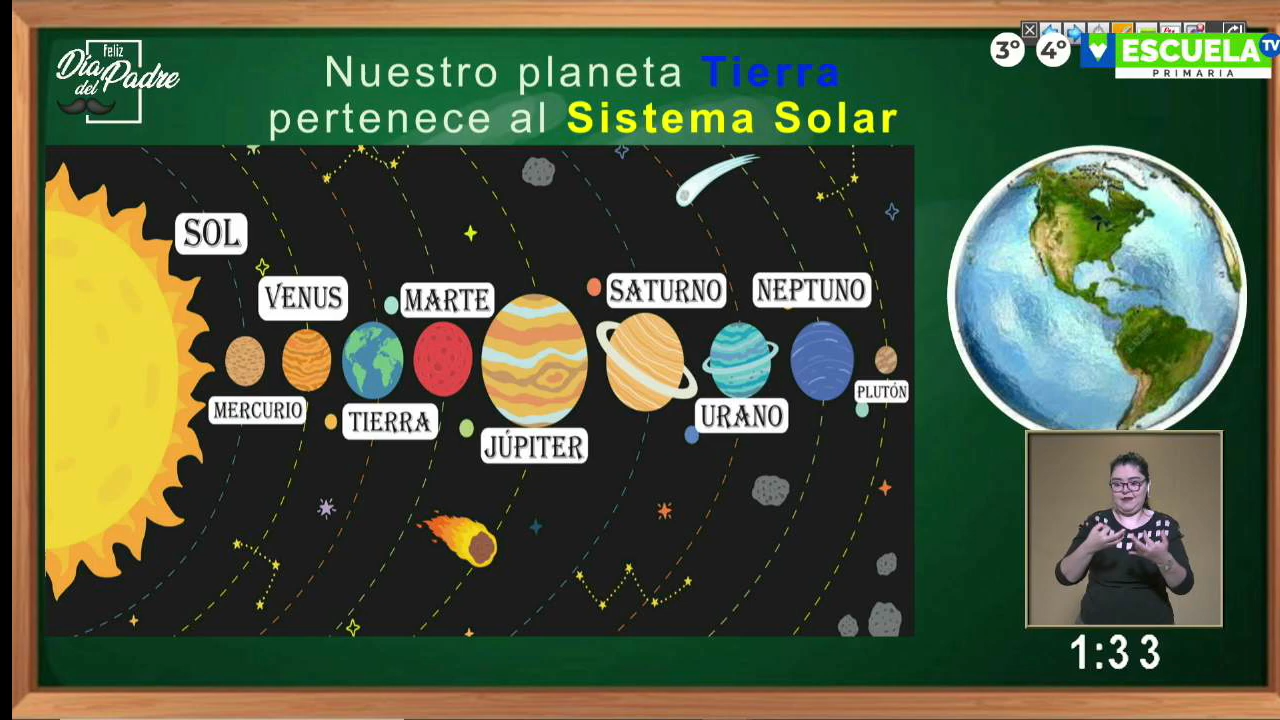 Feliz
Día
del Padre
Nuestro planeta Tierra
pertenece al Sistema Solar
3° 4° ESCUELA TV
PRIMARIA
SOL
VENUS
MARTE
SATURNO
NEPTUNO
MERCURIO
TIERRA
JÚPITER
URANO
PLUTÓN
1:33